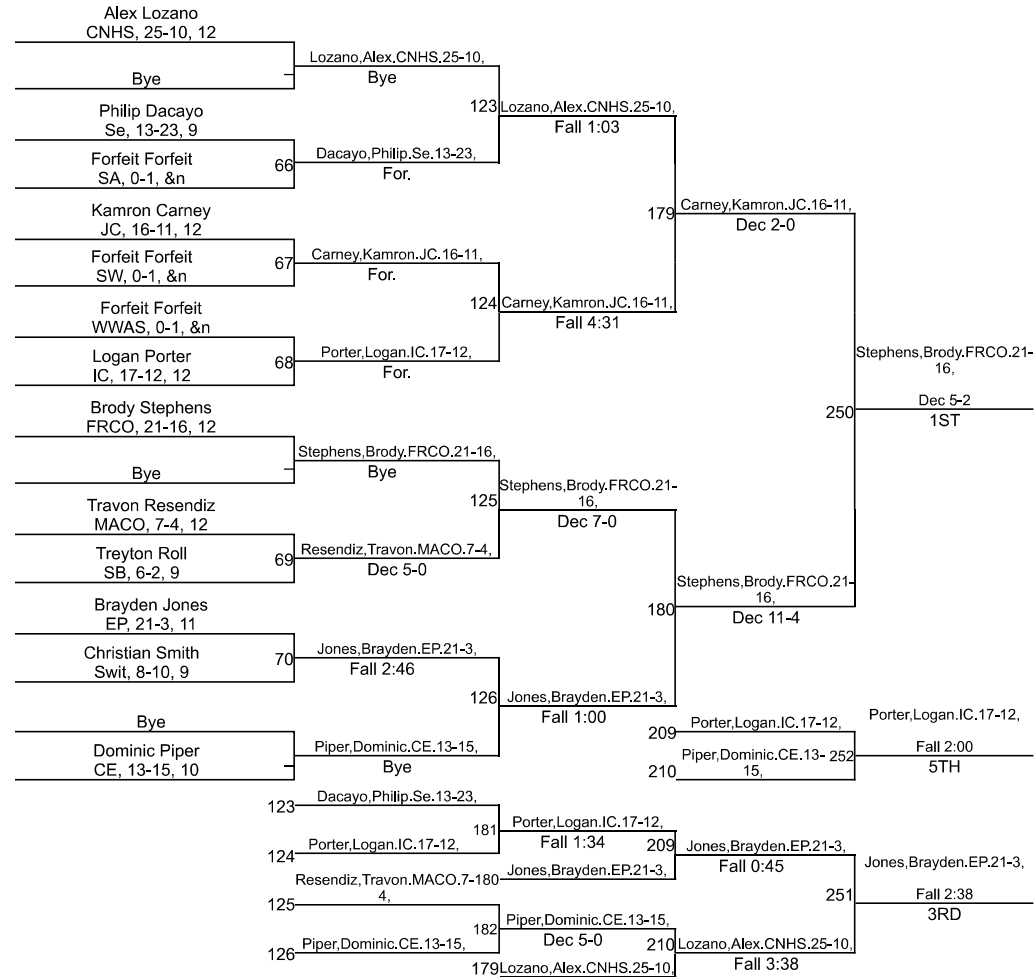 Alex Lozano
CNHS, 25-10, 12
Lozano,Alex.CNHS.25-10,
Bye
Bye
123
Lozano,Alex.CNHS.25-10,
Fall 1:03
Philip Dacayo
Se, 13-23, 9
Forfeit Forfeit
SA, 0-1, &n
66
Dacayo,Philip.Se.13-23,
For.
179
Carney,Kamron.JC.16-11,
Dec 2-0
Kamron Carney
JC, 16-11, 12
Forfeit Forfeit
SW, 0-1, &n
67
Carney,Kamron.JC.16-11,
For.
124
Carney,Kamron.JC.16-11,
Fall 4:31
Forfeit Forfeit
WWAS, 0-1, &n
Logan Porter
IC, 17-12, 12
68
Porter,Logan.IC.17-12,
For.
250
Stephens,Brody.FRCO.21-
16,
Dec 5-2
1ST
Brody Stephens
FRCO, 21-16, 12
Stephens,Brody.FRCO.21-16,
Bye
Bye
125
Stephens,Brody.FRCO.21-
16,
Dec 7-0
Travon Resendiz
MACO, 7-4, 12
Treyton Roll
SB, 6-2, 9
69
Resendiz,Travon.MACO.7-4,
Dec 5-0
180
Stephens,Brody.FRCO.21-
16,
Dec 11-4
Brayden Jones
EP, 21-3, 11
Christian Smith
Swit, 8-10, 9
70
Jones,Brayden.EP.21-3,
Fall 2:46
126
Jones,Brayden.EP.21-3,
Fall 1:00
Bye
Dominic Piper
CE, 13-15, 10
Piper,Dominic.CE.13-15,
Bye
209
Porter,Logan.IC.17-12,
210
Piper,Dominic.CE.13-
15,
252
Porter,Logan.IC.17-12,
Fall 2:00
5TH
123
Dacayo,Philip.Se.13-23,
124
Porter,Logan.IC.17-12,
181
Porter,Logan.IC.17-12,
Fall 1:34
180
Jones,Brayden.EP.21-3,
209
Jones,Brayden.EP.21-3,
Fall 0:45
125
Resendiz,Travon.MACO.7-
4,
126
Piper,Dominic.CE.13-15,
182
Piper,Dominic.CE.13-15,
Dec 5-0
179
Lozano,Alex.CNHS.25-10,
210
Lozano,Alex.CNHS.25-10,
Fall 3:38
251
Jones,Brayden.EP.21-3,
Fall 2:38
3RD